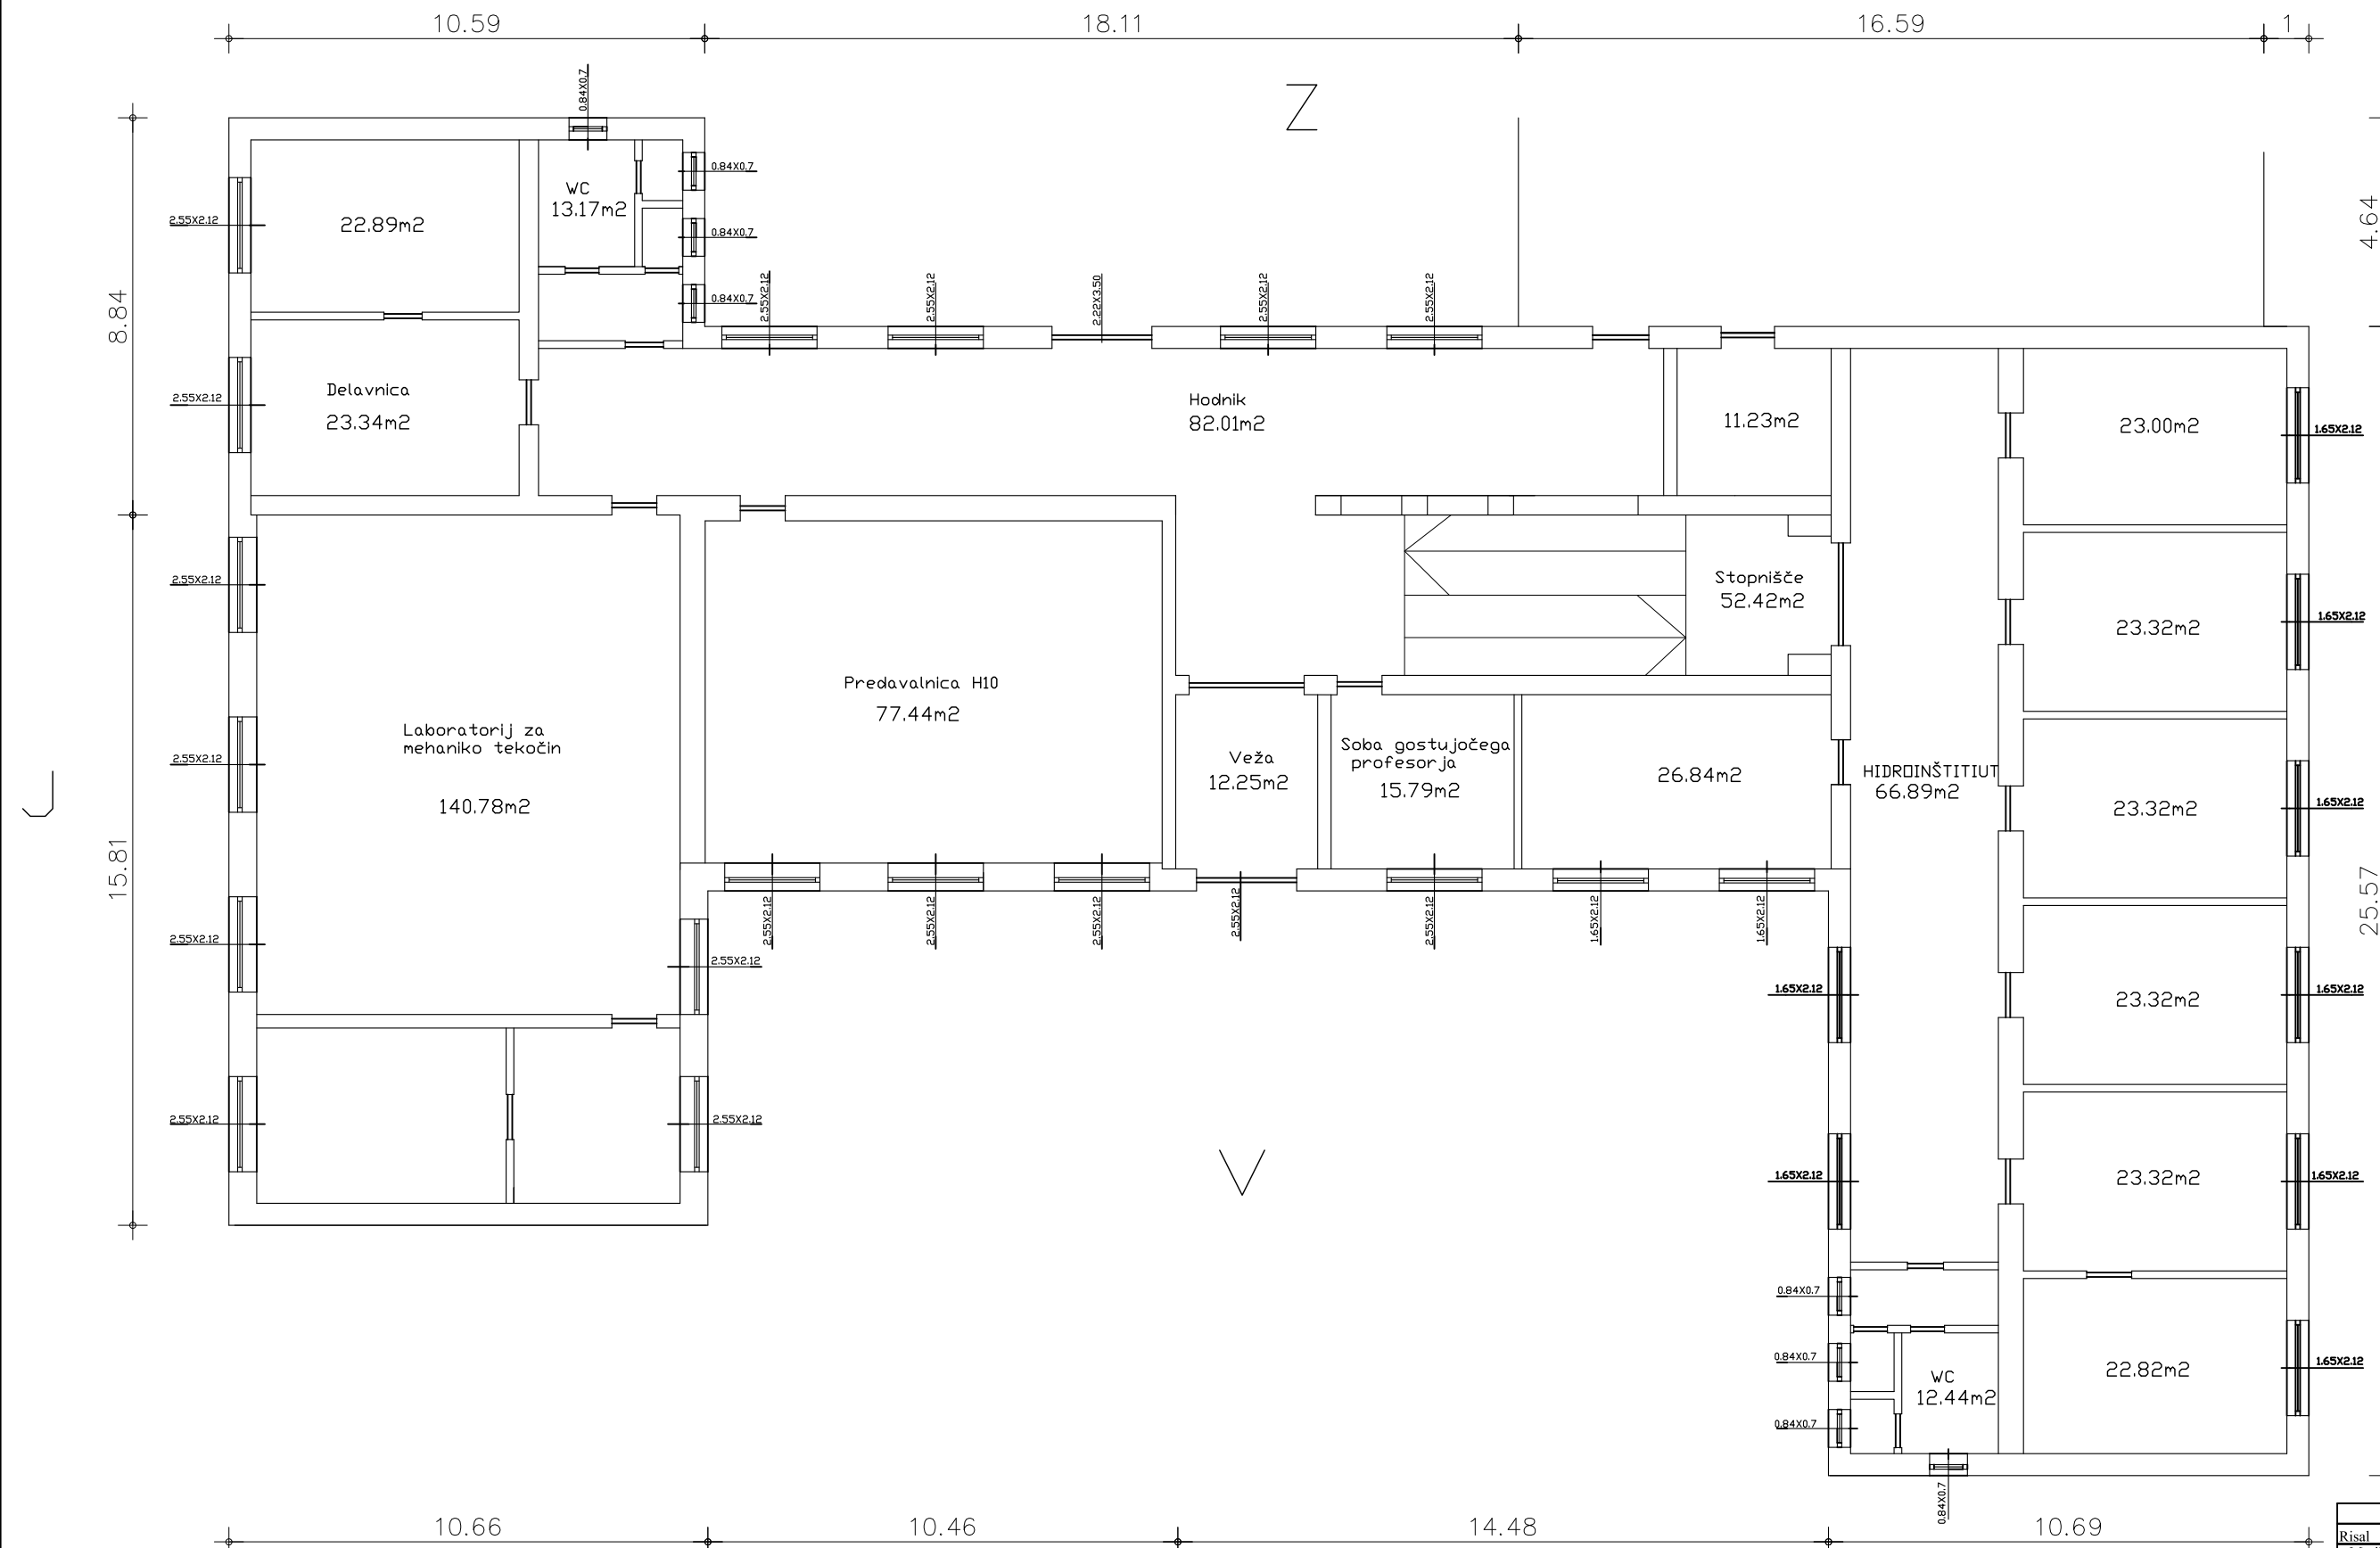 10.59
18.11
16.59
1
0.84X0.7
Z
8.84
15.81
J
4.64
25.57
2.55X2.12
22.89m2
WC
13.17m2
0.84X0.7
0.84X0.7
0.84X0.7
2.55X2.12
2.55X2.12
2.22X3.50
2.55X2.12
2.55X2.12
2.55X2.12
Delavnica
23.34m2
Hodnik
82.01m2
11.23m2
23.00m2
1.65X2.12
2.55X2.12
Stopnišče
52.42m2
23.32m2
1.65X2.12
Predavalnica H10
77.44m2
Laboratorij za
mehaniko tekočin
140.78m2
2.55X2.12
Veža
12.25m2
Soba gostujočega
profesorja
15.79m2
26.84m2
HIDROINŠTITIUT
66.89m2
23.32m2
1.65X2.12
2.55X2.12
2.55X2.12
2.55X2.12
2.55X2.12
2.55X2.12
2.55X2.12
1.65X2.12
1.65X2.12
2.55X2.12
1.65X2.12
23.32m2
1.65X2.12
2.55X2.12
2.55X2.12
V
1.65X2.12
23.32m2
1.65X2.12
0.84X0.7
0.84X0.7
0.84X0.7
WC
12.44m2
22.82m2
1.65X2.12
0.84X0.7
10.66
10.46
14.48
10.69
Risal